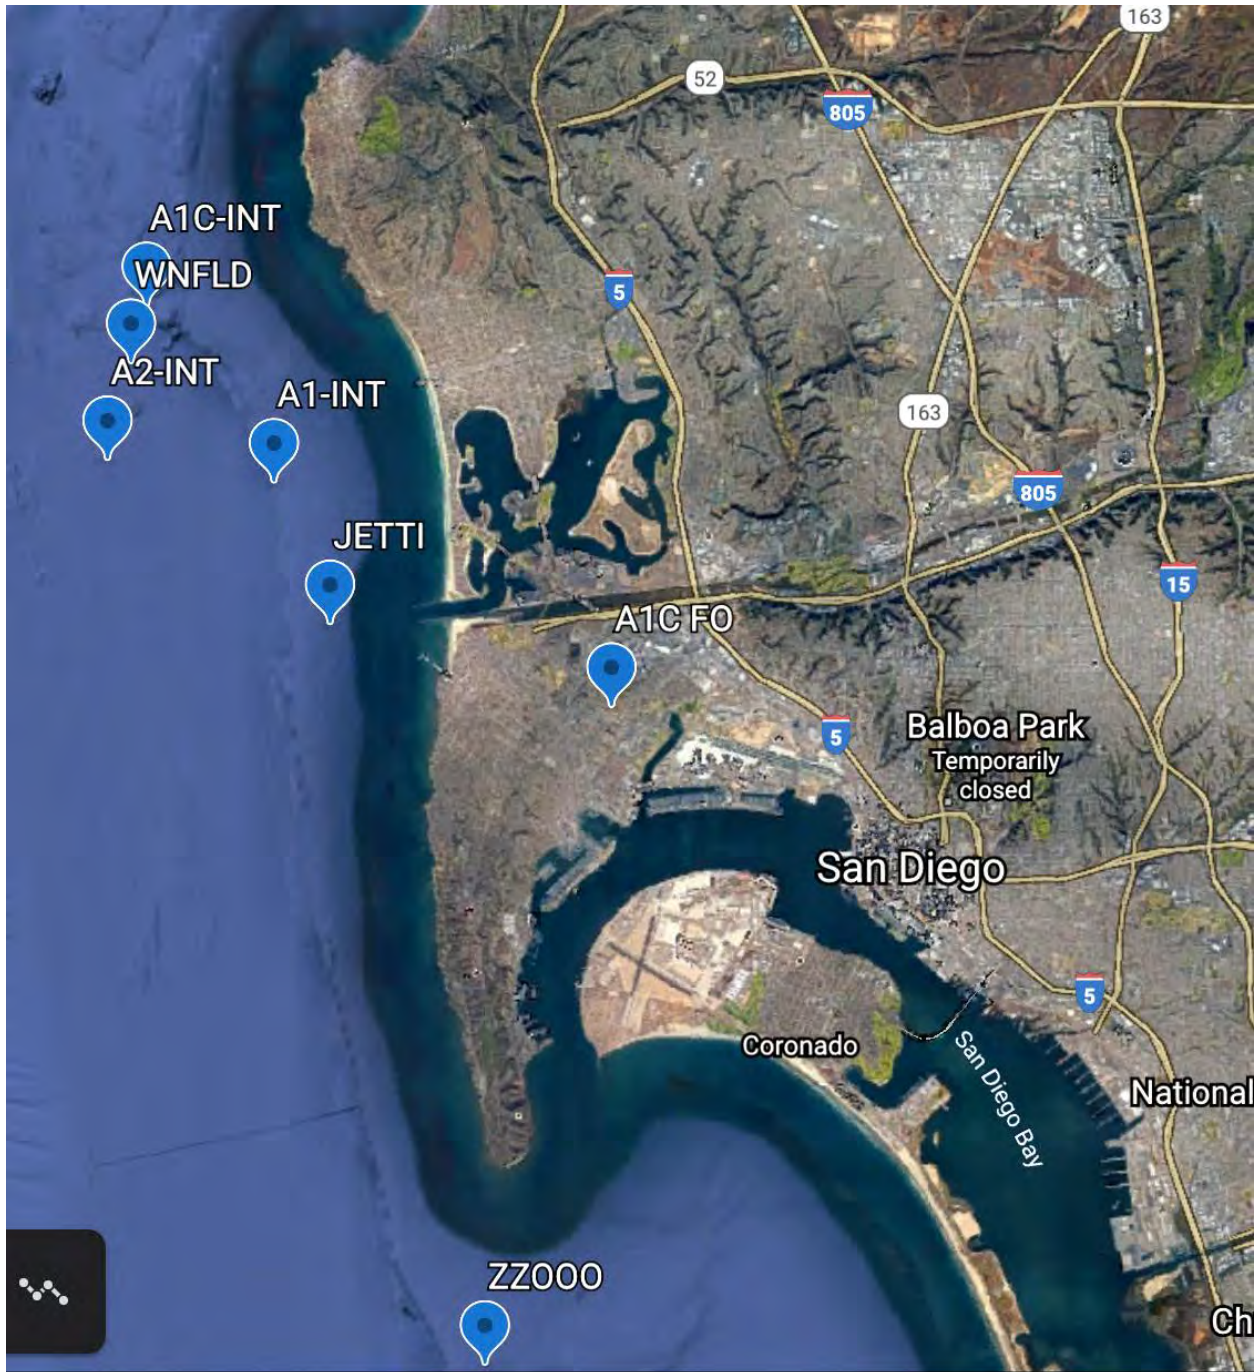 163
52
805
A1C-INT
WNFLD
5
A2-INT
A1-INT
163
805
JETTI
15
A1C FO
5
Balboa Park
Temporarily
closed
San Diego
5
Coronado
San Diego Bay
National
ZZOOO
Ch